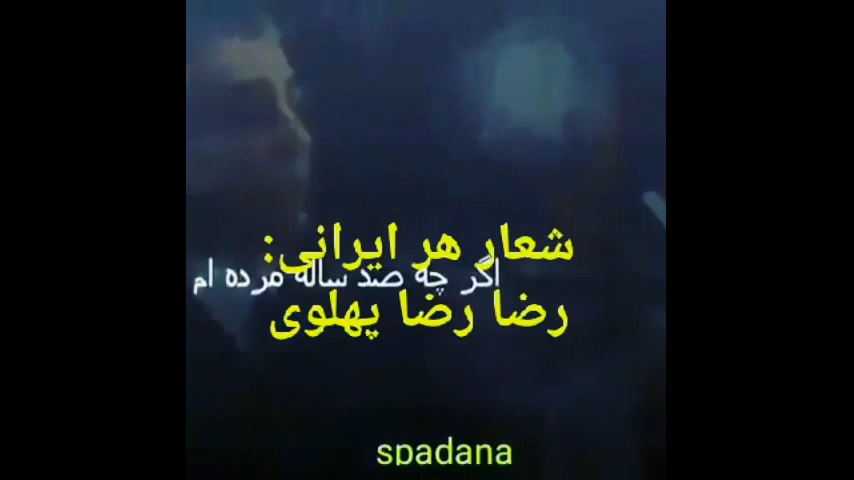 شعار هر ایرانی:
اگر چه صد ساله مرده ام
رضا رضا پهلوی
spadana